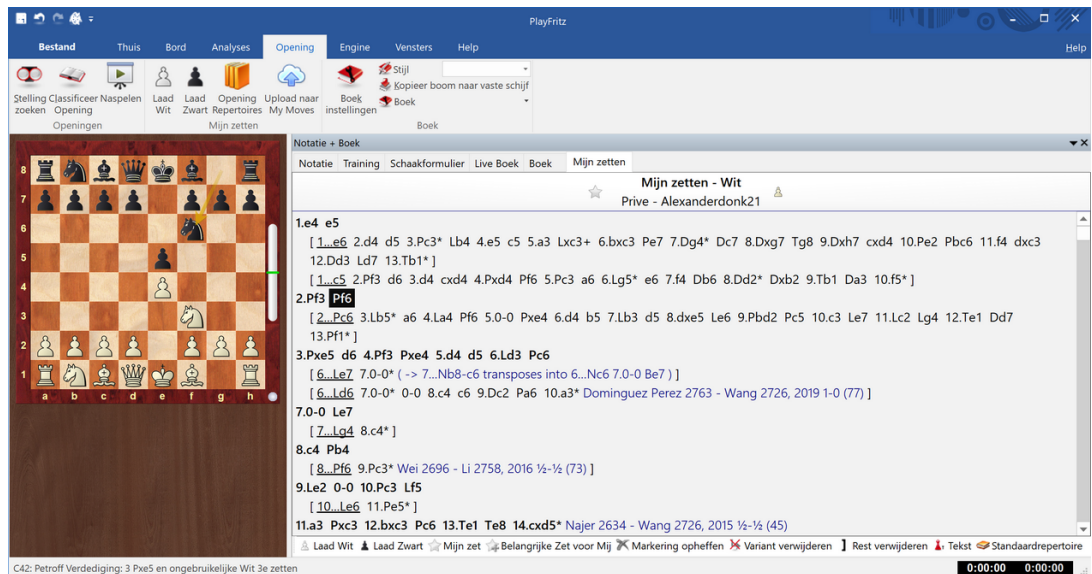 PlayFritz
Bestand Thuis Bord Analyses Opening Engine Vensters Help Help
Stelling zoeken Classificeer Opening Naspelen
Openingen
Laad Wit Laad Zwart Opening Repertoires Upload naar My Moves
Mijn zetten
Boek instellingen
Stijl
Kopieer boom naar vaste schijf
Boek
Boek
Notatie + Boek
Notatie Training Schaakformulier Live Boek Boek Mijn zetten
Mijn zetten - Wit
Prive - Alexanderdonk21
8
7
6
5
4
3
2
1
a b c d e f g h
1.e4 e5
[ 1...e6 2.d4 d5 3.Pc3* Lb4 4.e5 c5 5.a3 Lxc3+ 6.bxc3 Pe7 7.Dg4* Dc7 8.Dxg7 Tg8 9.Dxh7 cxd4 10.Pe2 Pbc6 11.f4 dxc3
12.Dd3 Ld7 13.Tb1* ]
[ 1...c5 2.Pf3 d6 3.d4 cxd4 4.Pxd4 Pf6 5.Pc3 a6 6.Lg5* e6 7.f4 Db6 8.Dd2* Dxb2 9.Tb1 Da3 10.f5* ]
2.Pf3 Pf6
[ 2...Pc6 3.Lb5* a6 4.La4 Pf6 5.0-0 Pxe4 6.d4 b5 7.Lb3 d5 8.dxe5 Le6 9.Pbd2 Pc5 10.c3 Le7 11.Lc2 Lg4 12.Te1 Dd7
13.Pf1* ]
3.Pxe5 d6 4.Pf3 Pxe4 5.d4 d5 6.Ld3 Pc6
[ 6...Le7 7.0-0* ( -> 7...Nb8-c6 transposes into 6...Nc6 7.0-0 Be7 ) ]
[ 6...Ld6 7.0-0* 0-0 8.c4 c6 9.Dc2 Pa6 10.a3* Dominguez Perez 2763 - Wang 2726, 2019 1-0 (77) ]
7.0-0 Le7
[ 7...Lg4 8.c4* ]
8.c4 Pb4
[ 8...Pf6 9.Pc3* Wei 2696 - Li 2758, 2016 ½-½ (73) ]
9.Le2 0-0 10.Pc3 Lf5
[ 10...Le6 11.Pe5* ]
11.a3 Pxc3 12.bxc3 Pc6 13.Te1 Te8 14.cxd5* Najer 2634 - Wang 2726, 2015 ½-½ (45)
Laad Wit Laad Zwart Mijn zet Belangrijke Zet voor Mij Markering opheffen Variant verwijderen ] Rest verwijderen Tekst Standaardrepertoire
C42: Petroff Verdediging: 3 Pxe5 en ongebruikelijke Wit 3e zetten 0:00:00 0:00:00